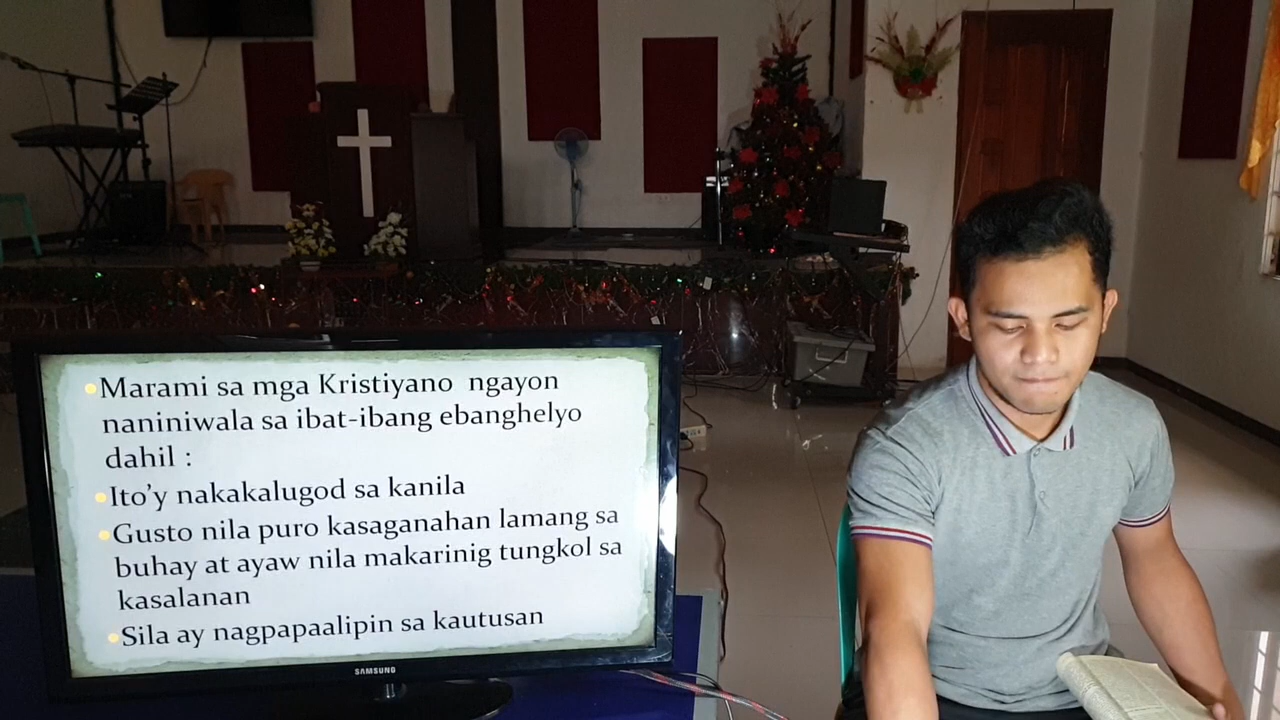 Marami sa mga Kristiyano ngayon
naniniwala sa ibat-ibang ebanghelyo
dahil :
Ito'y nakakalugod sa kanila
Gusto nila puro kasaganahan lamang sa
buhay at ayaw nila makarinig tungkol sa
kasalanan
Sila ay nagpapaalipin sa kautusan
SAMSUNG